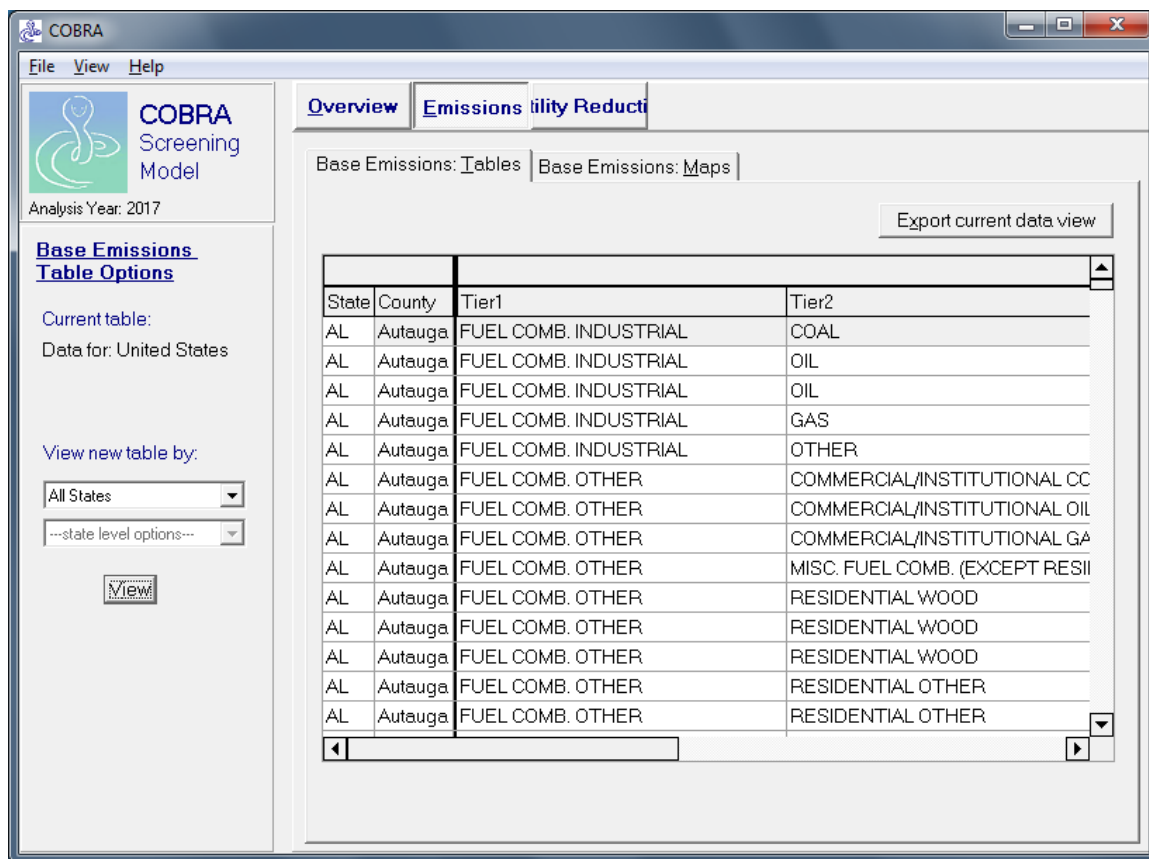 COBRA
File View Help
COBRA
Screening
Model
Analysis Year: 2017
Overview Emissions tility Reducti
Base Emissions: Tables Base Emissions: Maps
Export current data view
Base Emissions
Table Options
Current table:
Data for: United States
View new table by:
All States
---state level options---
View
State County Tier1 Tier2
AL Autauga FUEL COMB. INDUSTRIAL COAL
AL Autauga FUEL COMB. INDUSTRIAL OIL
AL Autauga FUEL COMB. INDUSTRIAL OIL
AL Autauga FUEL COMB. INDUSTRIAL GAS
AL Autauga FUEL COMB. INDUSTRIAL OTHER
AL Autauga FUEL COMB. OTHER COMMERCIAL/INSTITUTIONAL CO
AL Autauga FUEL COMB. OTHER COMMERCIAL/INSTITUTIONAL OIL
AL Autauga FUEL COMB. OTHER COMMERCIAL/INSTITUTIONAL GA
AL Autauga FUEL COMB. OTHER MISC. FUEL COMB. (EXCEPT RESI
AL Autauga FUEL COMB. OTHER RESIDENTIAL WOOD
AL Autauga FUEL COMB. OTHER RESIDENTIAL WOOD
AL Autauga FUEL COMB. OTHER RESIDENTIAL WOOD
AL Autauga FUEL COMB. OTHER RESIDENTIAL OTHER
AL Autauga FUEL COMB. OTHER RESIDENTIAL OTHER